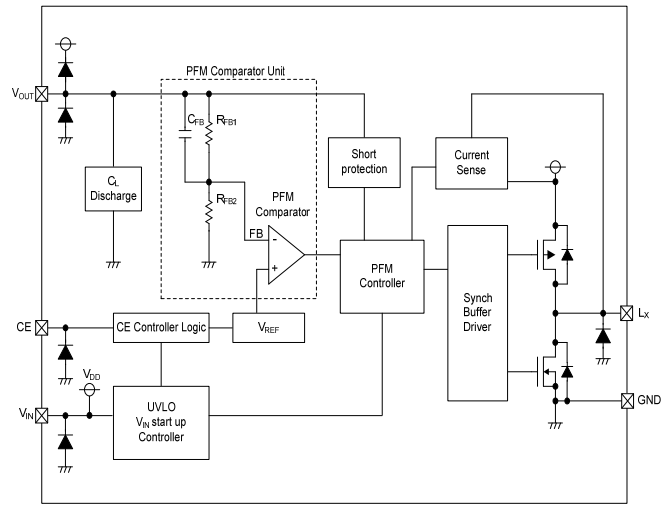 PFM Comparator Unit
VOUT
CFB
RFB1
RFB2
CL
Discharge
PFM
Comparator
FB
-
+
Short
protection
Current
Sense
PFM
Controller
Synch
Buffer
Driver
LX
GND
CE
CE Controller Logic
VREF
VDD
VIN
UVLO
VIN start up
Controller